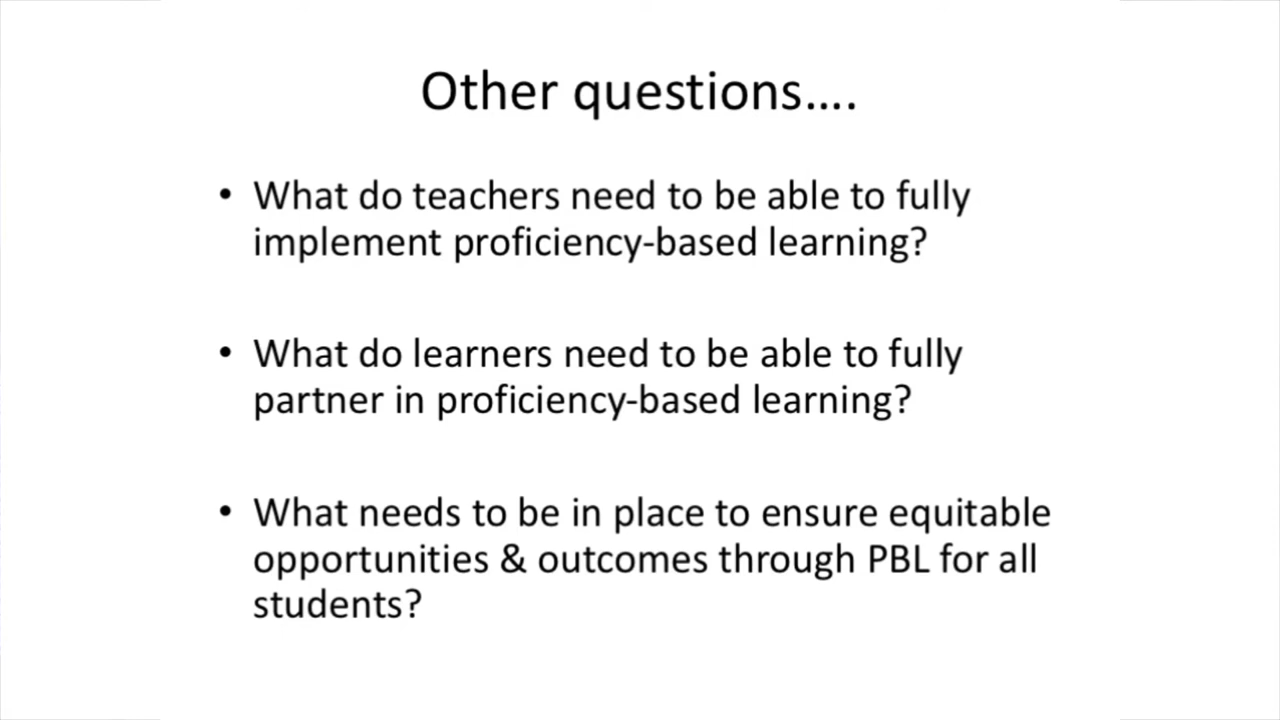 Other questions....
• What do teachers need to be able to fully
implement proficiency-based learning?
• What do learners need to be able to fully
partner in proficiency-based learning?
• What needs to be in place to ensure equitable
opportunities & outcomes through PBL for all
students?